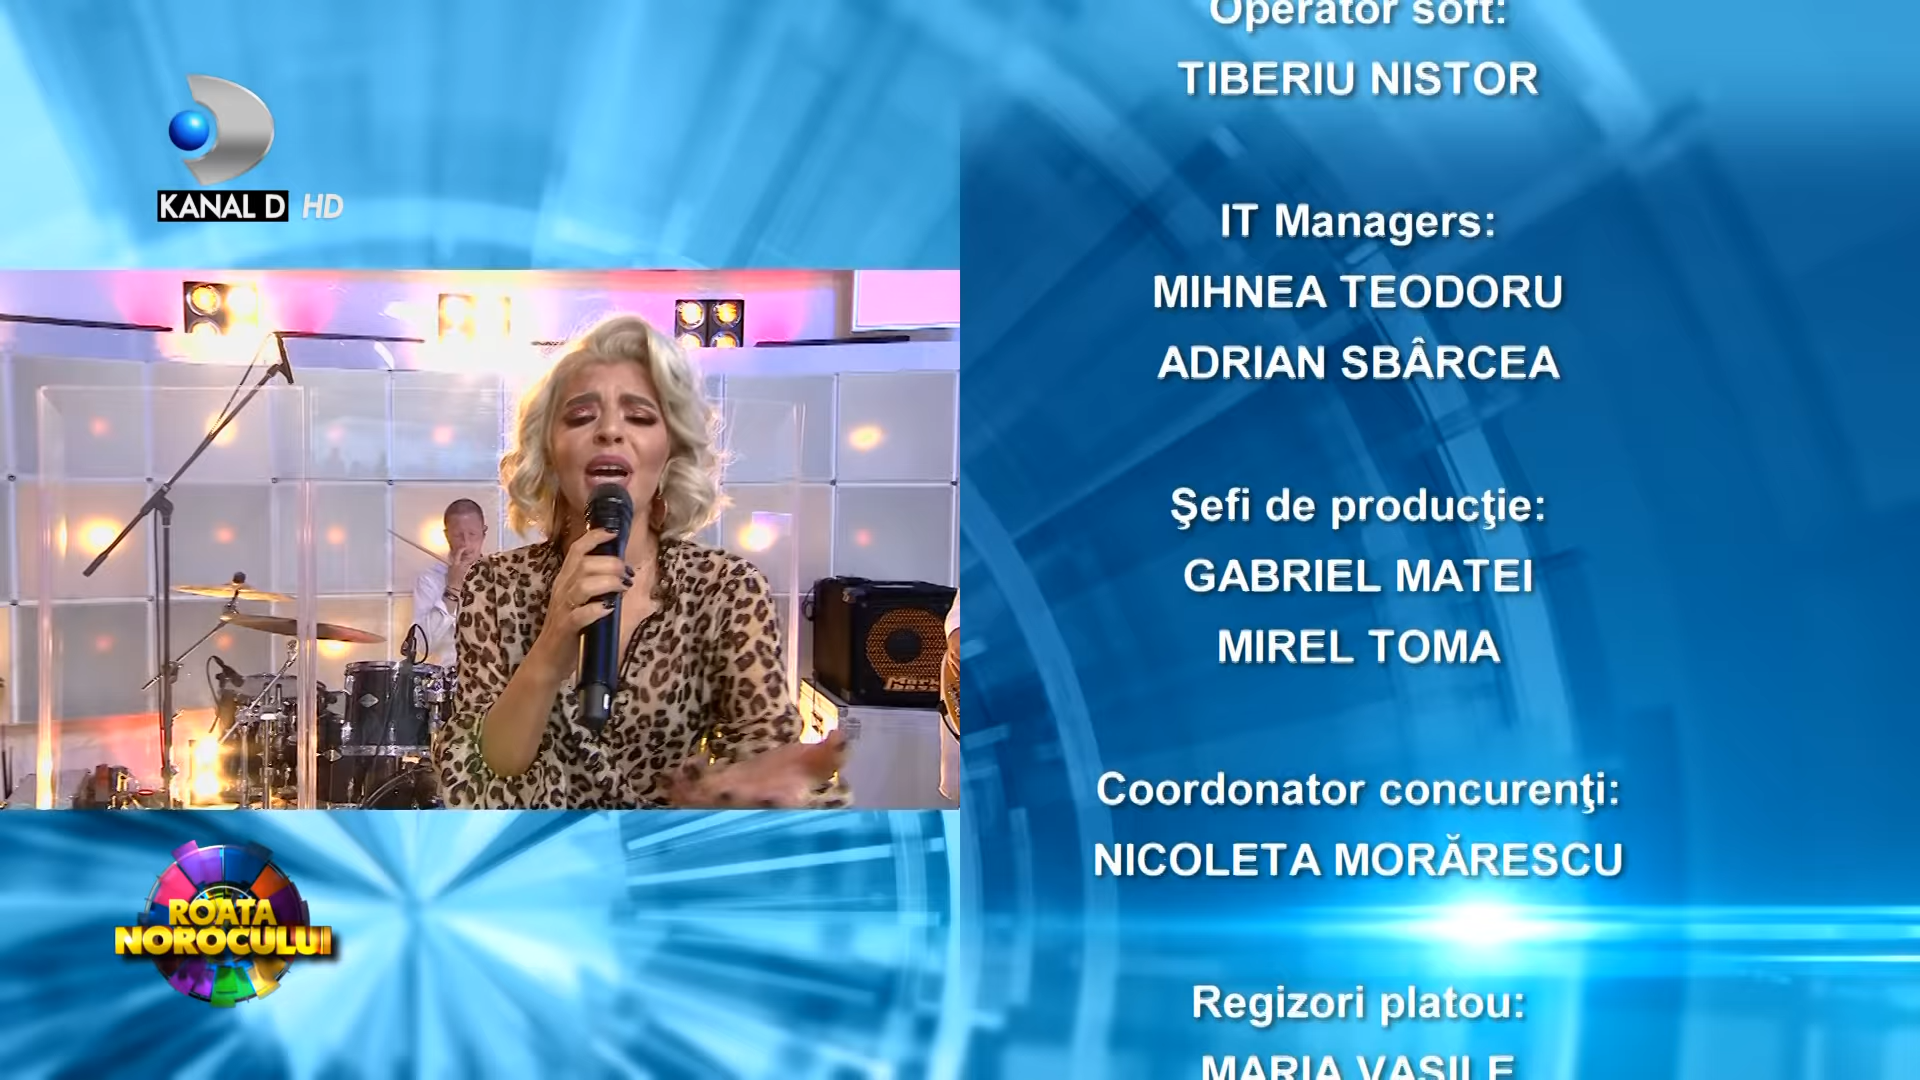 KANAL D HD
ROATA
NOROCULUI
Operator soft:
TIBERIU NISTOR
IT Managers:
MIHNEA TEODORU
ADRIAN SBÂRCEA
Şefi de producţie:
GABRIEL MATEI
MIREL TOMA
Coordonator concurenţi:
NICOLETA MORĂRESCU
Regizori platou:
MARIA VASILE